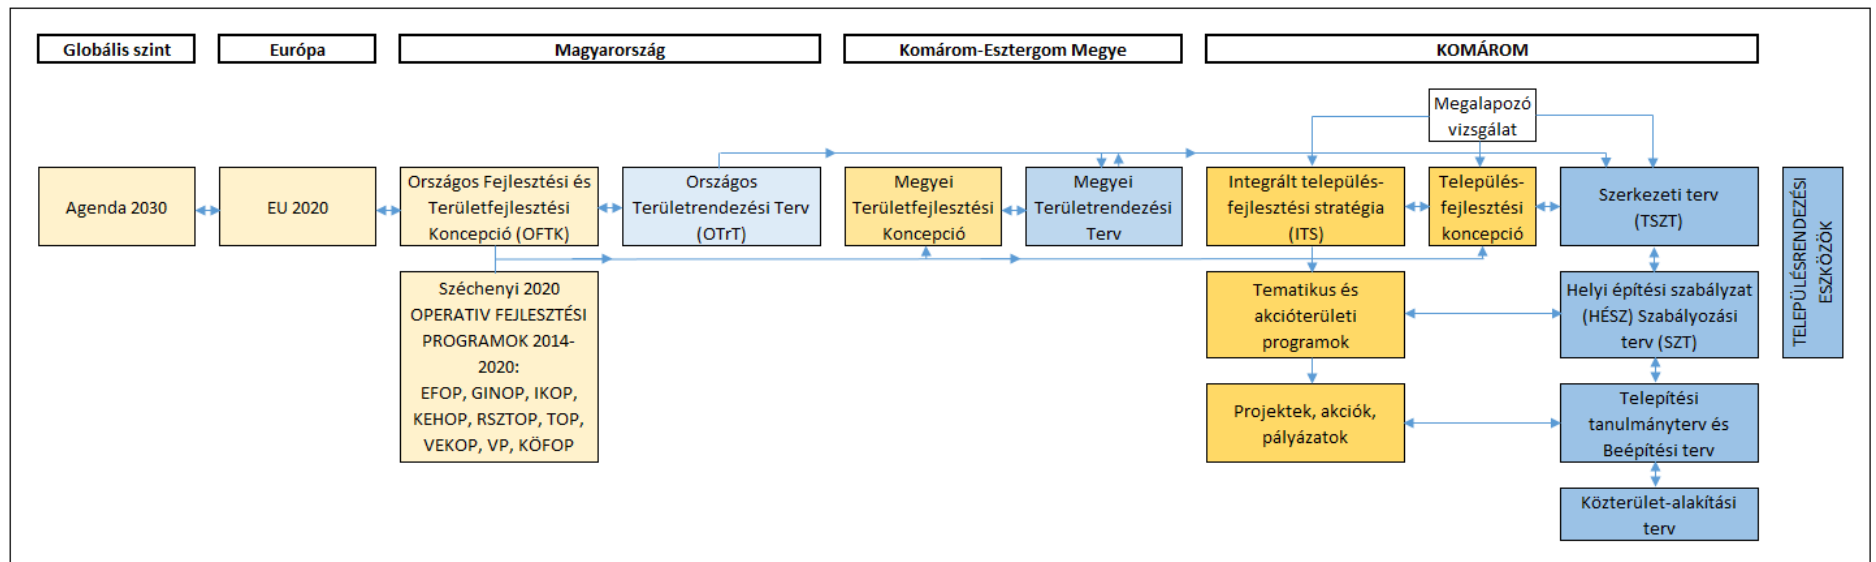 Globális szint
Európa
Magyarország
Komárom-Esztergom Megye
KOMÁROM
Megalapozó
vizsgálat
Agenda 2030
EU 2020
Országos Fejlesztési és
Területfejlesztési
Koncepció (OFTK)
Országos
Területrendezési Terv
(OTrT)
Megyei
Területfejlesztési
Koncepció
Megyei
Területrendezési
Terv
Integrált település-
fejlesztési stratégia
(ITS)
Település-
fejlesztési
koncepció
Szerkezeti terv
(TSZT)
TELEPÜLÉSRENDEZÉSI
ESZKÖZÖK
Széchenyi 2020
OPERATIV FEJLESZTÉSI
PROGRAMOK 2014-
2020:
EFOP, GINOP, IKOP,
KEHOP, RSZTOP, TOP,
VEKOP, VP, KÖFOP
Tematikus és
akcióterületi
programok
Helyi építési szabályzat
(HÉSZ) Szabályozási
terv (SZT)
Projektek, akciók,
pályázatok
Telepítési
tanulmányterv és
Beépítési terv
Közterület-alakítási
terv